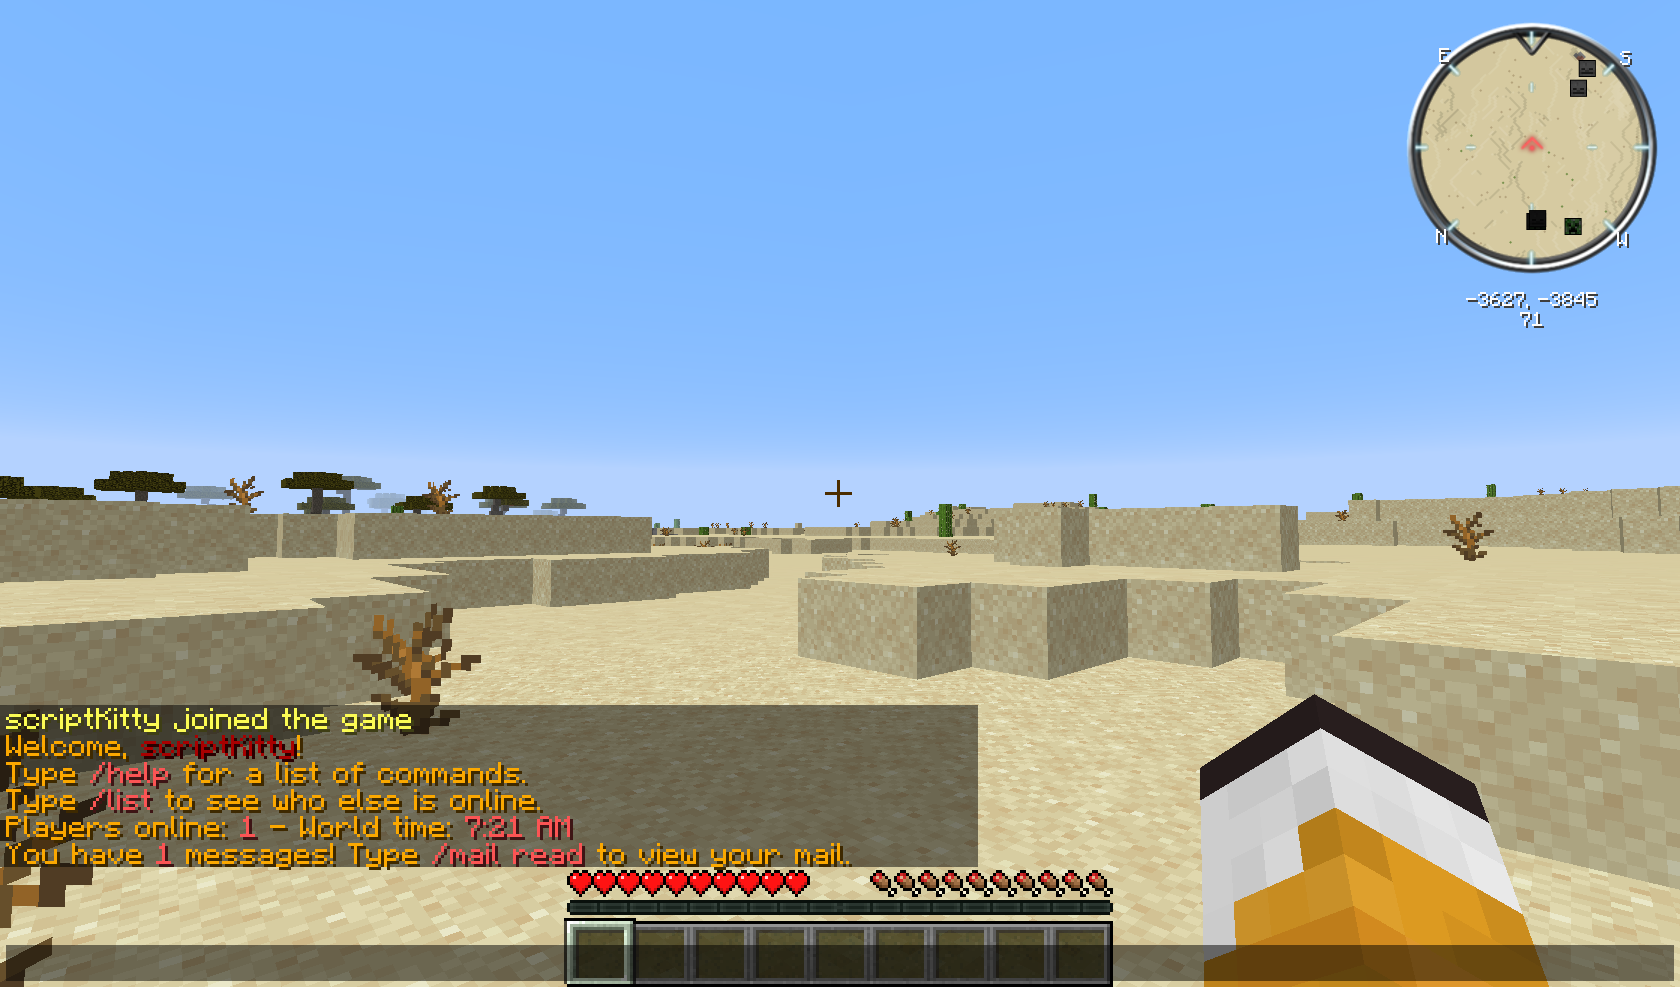 E
S
N
W
-3627, -3845
71
scriptKitty joined the game
Welcome, scriptKitty!
Type /help for a list of commands.
Type /list to see who else is online.
Players online: 1 - World time: 7:21 AM
You have 1 messages! Type /mail read to view your mail.